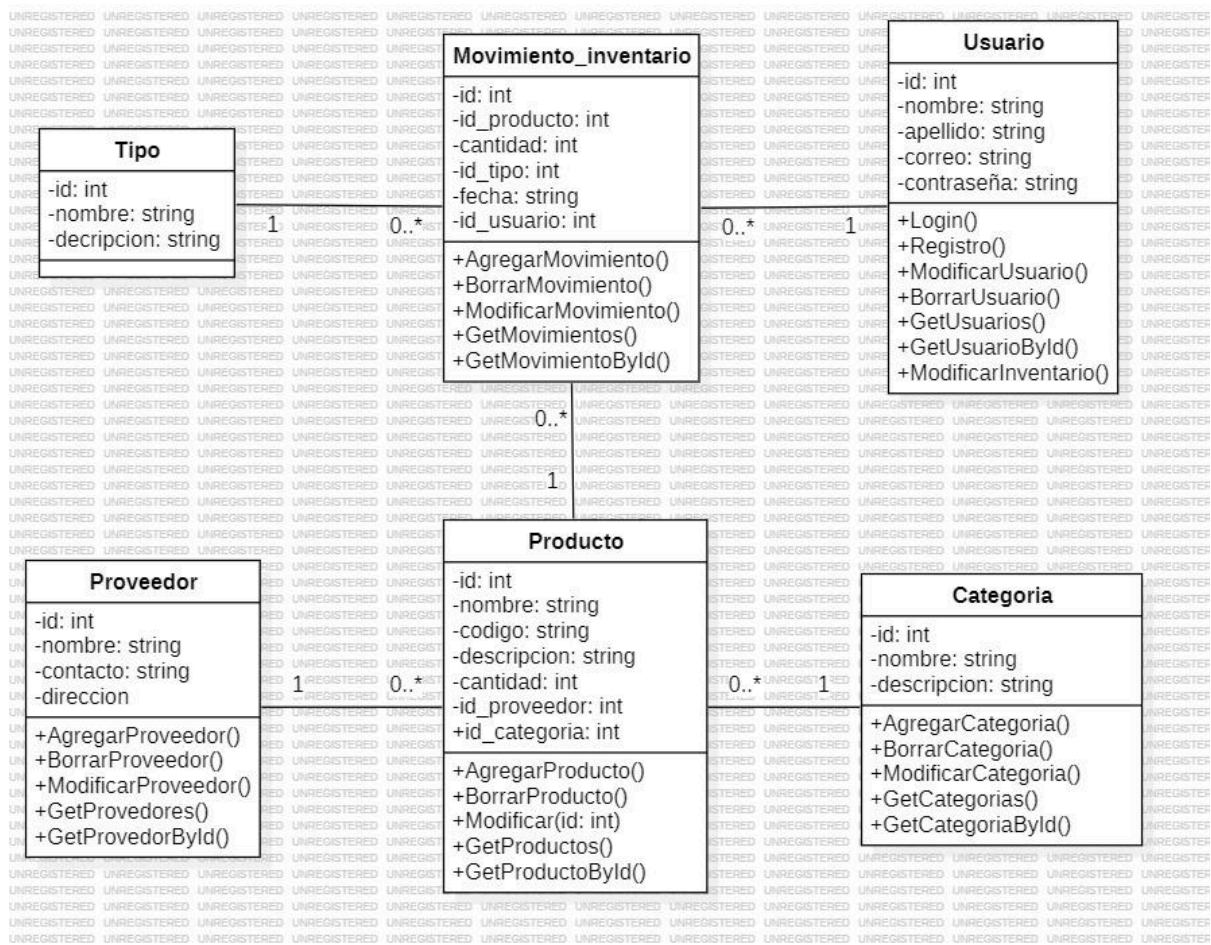 Movimiento_inventario
-id: int
-id_producto: int
-cantidad: int
-id_tipo: int
-fecha: string
-id_usuario: int
+AgregarMovimiento()
+BorrarMovimiento()
+ModificarMovimiento()
+GetMovimientos()
+GetMovimientoById()
Usuario
-id: int
-nombre: string
-apellido: string
-correo: string
-contraseña: string
+Login()
+Registro()
+ModificarUsuario()
+BorrarUsuario()
+GetUsuarios()
+GetUsuarioById()
+ModificarInventario()
Tipo
-id: int
-nombre: string
-decripcion: string
1
0..*
0..*
1
0..*
1
Producto
-id: int
-nombre: string
-codigo: string
-descripcion: string
-cantidad: int
-id_proveedor: int
+id_categoria: int
+AgregarProducto()
+BorrarProducto()
+Modificar(id: int)
+GetProductos()
+GetProductoById()
Proveedor
-id: int
-nombre: string
-contacto: string
-direccion
+AgregarProveedor()
+BorrarProveedor()
+ModificarProveedor()
+GetProvedores()
+GetProvedorById()
1
0..*
0..*
1
Categoria
-id: int
-nombre: string
-descripcion: string
+AgregarCategoria()
+BorrarCategoria()
+ModificarCategoria()
+GetCategorias()
+GetCategoriaById()
UNREGISTERED